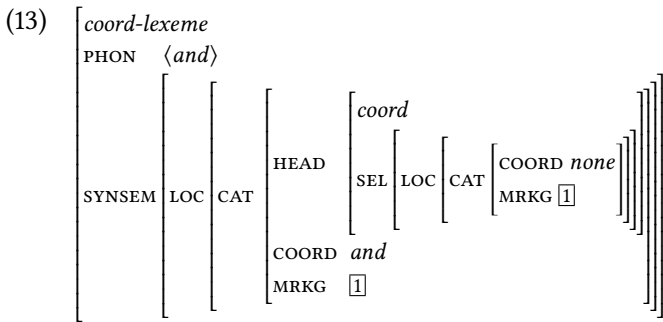 (13)
coord-lexeme
PHON ⟨and⟩
coord
HEAD
COORD none
SYNSEM LOC CAT SEL LOC CAT
MRKG 1
COORD and
MRKG 1